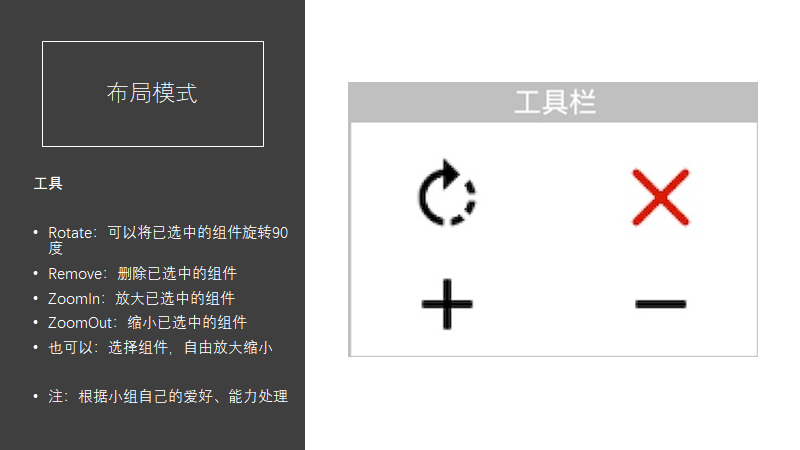 布局模式
工具
• Rotate：可以将已选中的组件旋转90
度
• Remove：删除已选中的组件
• ZoomIn：放大已选中的组件
• ZoomOut：缩小已选中的组件
• 也可以：选择组件，自由放大缩小
• 注：根据小组自己的爱好、能力处理
工具栏